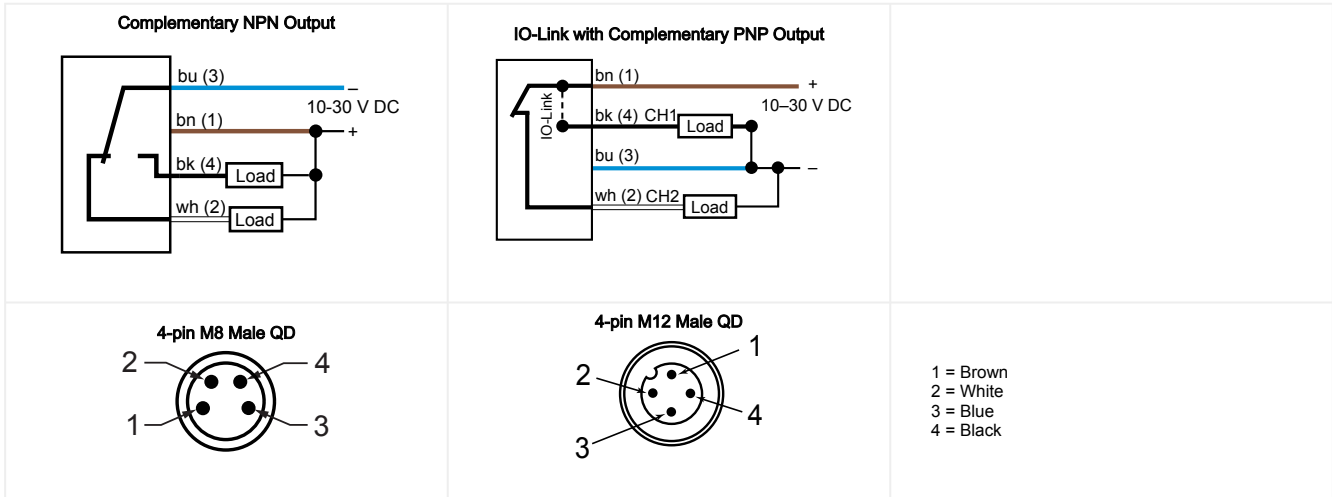 Complementary NPN Output
bu (3)
–
10-30 V DC
bn (1)
+
bk (4)
Load
wh (2)
Load
IO-Link with Complementary PNP Output
bn (1)
+
10–30 V DC
IO-Link
bk (4) CH1
Load
bu (3)
–
wh (2) CH2
Load
4-pin M8 Male QD
2
4
1
3
4-pin M12 Male QD
1
2
4
3
1 = Brown
2 = White
3 = Blue
4 = Black